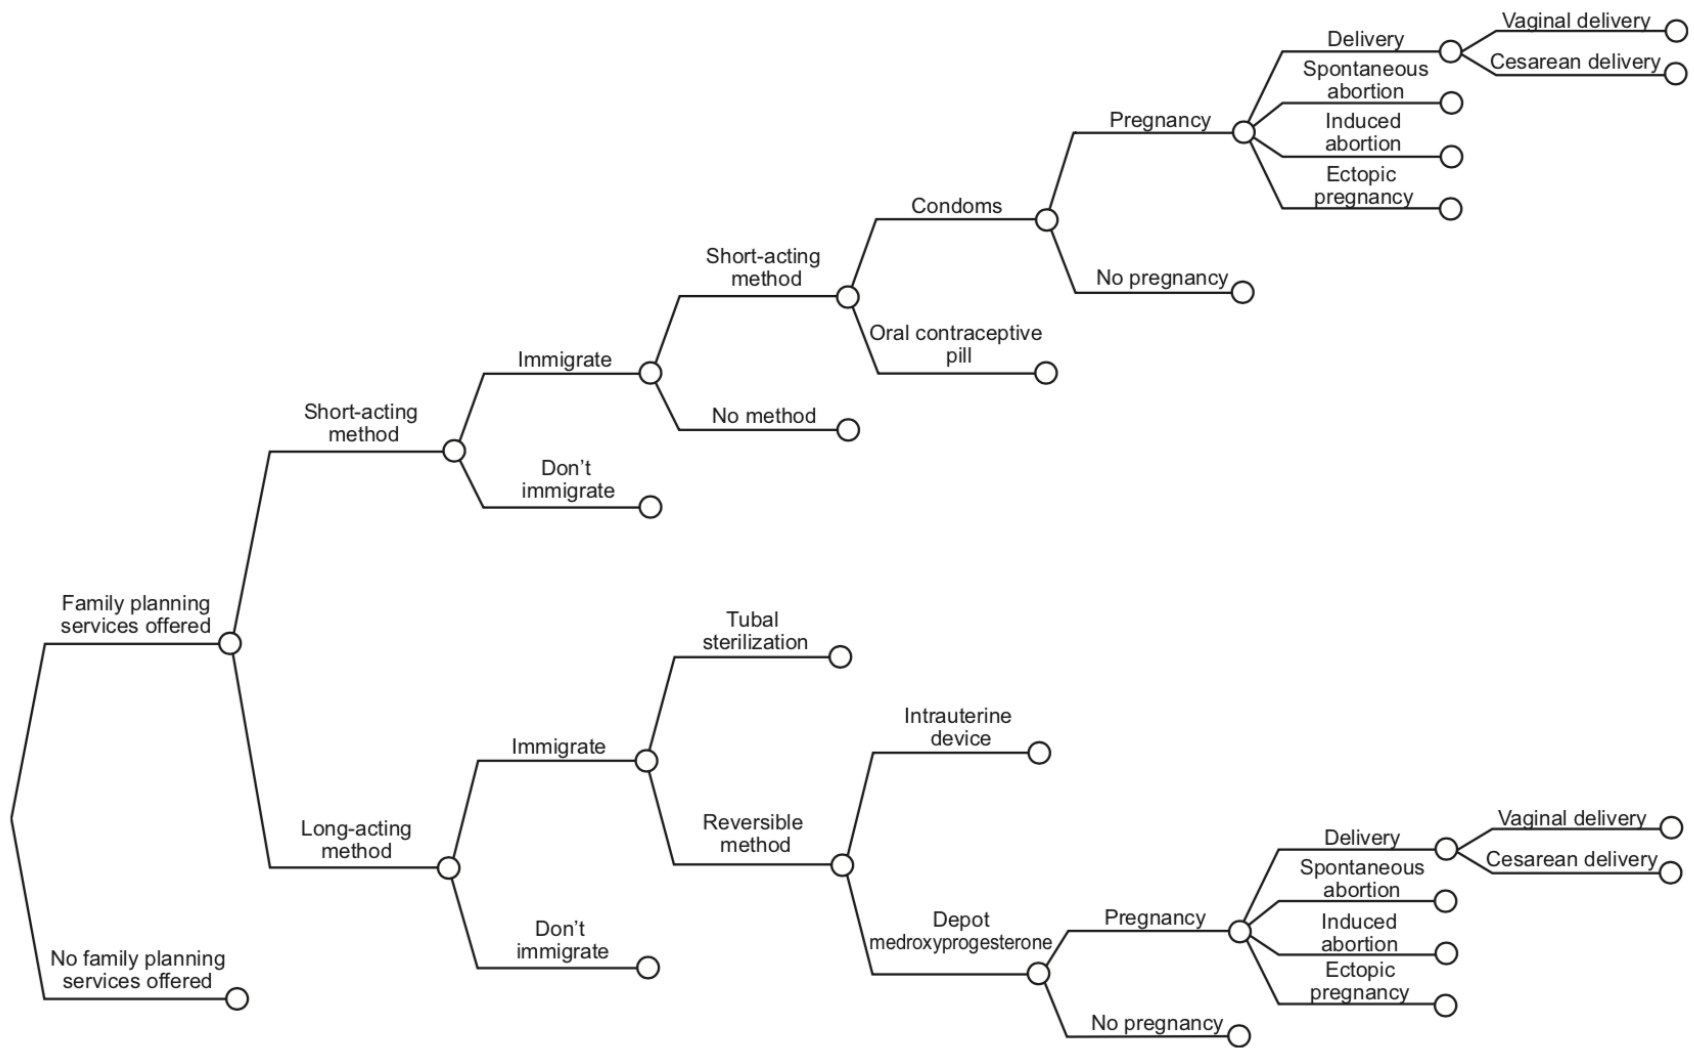 Vaginal delivery
Delivery
Cesarean delivery
Spontaneous
abortion
Pregnancy
Induced
abortion
Ectopic
pregnancy
Condoms
No pregnancy
Short-acting
method
Oral contraceptive
pill
Immigrate
No method
Short-acting
method
Don’t
immigrate
Family planning
services offered
Tubal
sterilization
Intrauterine
device
Immigrate
Reversible
method
Long-acting
method
Vaginal delivery
Delivery
Cesarean delivery
Spontaneous
abortion
Depot
medroxyprogesterone
Pregnancy
Induced
abortion
Don’t
immigrate
Ectopic
pregnancy
No family planning
services offered
No pregnancy